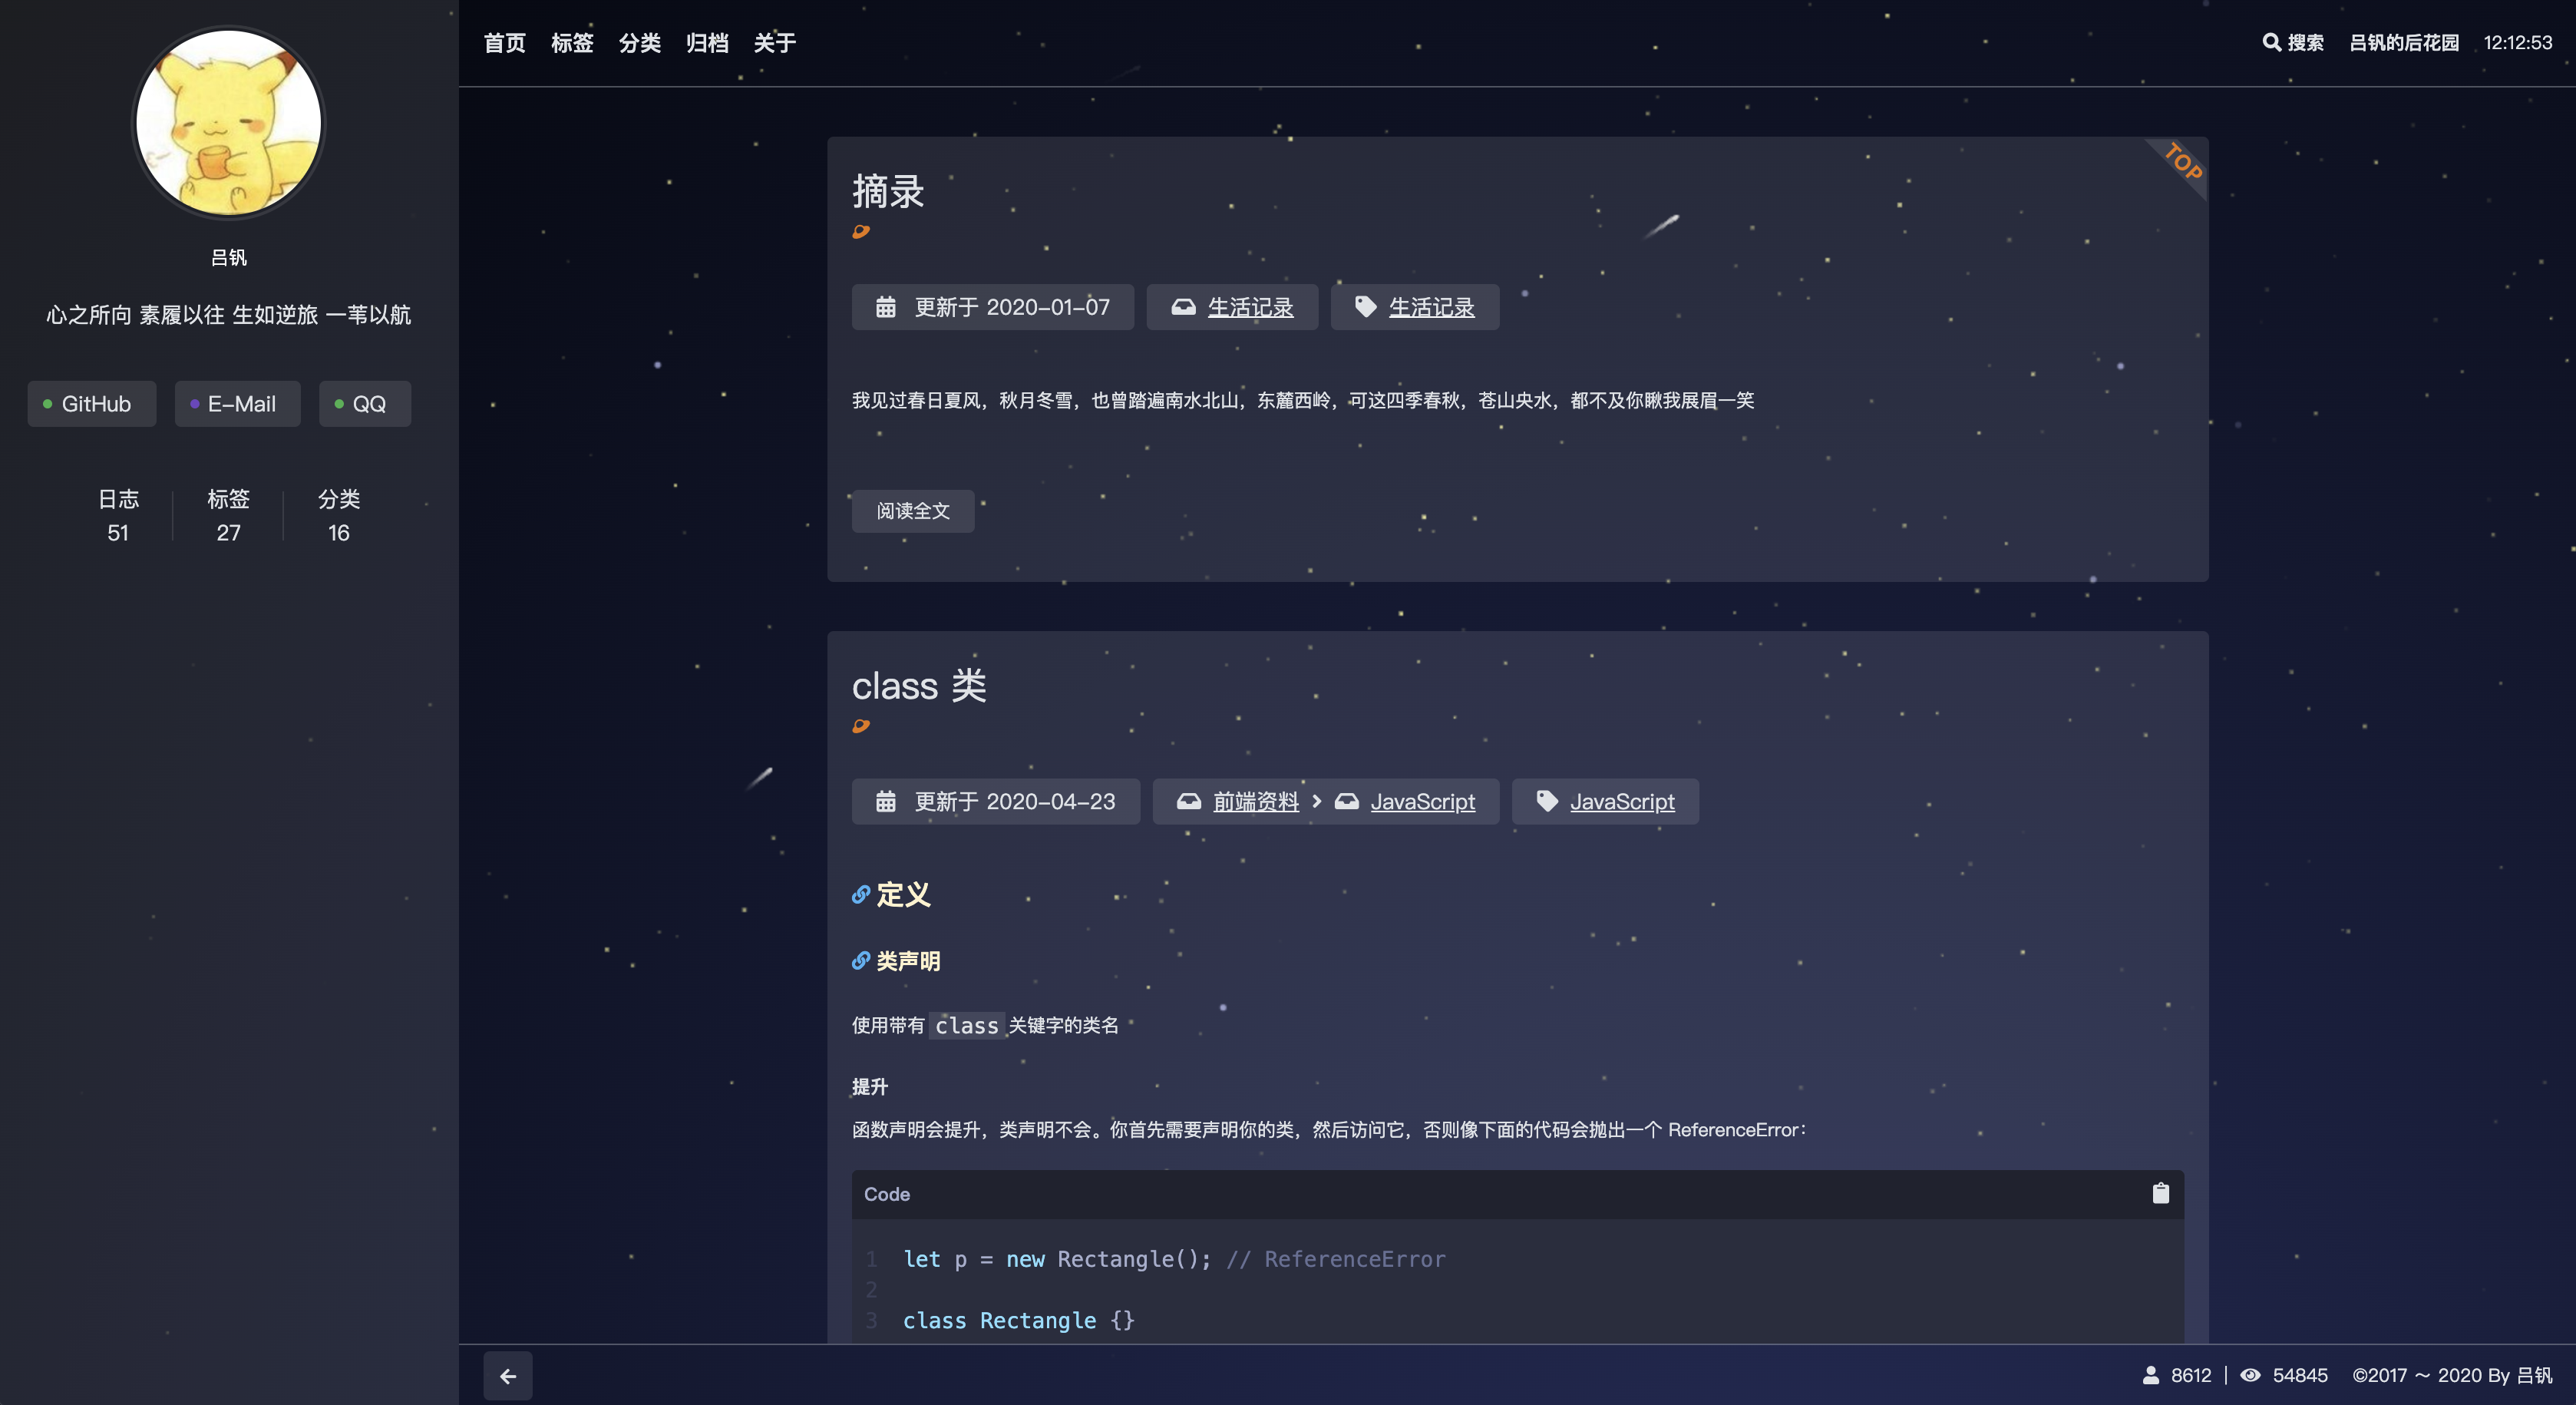 首页 标签 分类 归档 关于
搜索 吕钒的后花园 12:12:53
吕钒
心之所向 素履以往 生如逆旅 一苇以航
GitHub E-Mail QQ
日志 标签 分类
51 27 16
TOP
摘录
更新于 2020-01-07 生活记录 生活记录
我见过春日夏风，秋月冬雪，也曾踏遍南水北山，东麓西岭，可这四季春秋，苍山央水，都不及你瞅我展眉一笑
阅读全文
class 类
更新于 2020-04-23 前端资料 JavaScript JavaScript
定义
类声明
使用带有 class 关键字的类名
提升
函数声明会提升，类声明不会。你首先需要声明你的类，然后访问它，否则像下面的代码会抛出一个 ReferenceError：
Code
1 let p = new Rectangle(); // ReferenceError
2
3 class Rectangle {}
8612 | 54845 ©2017 ～ 2020 By 吕钒